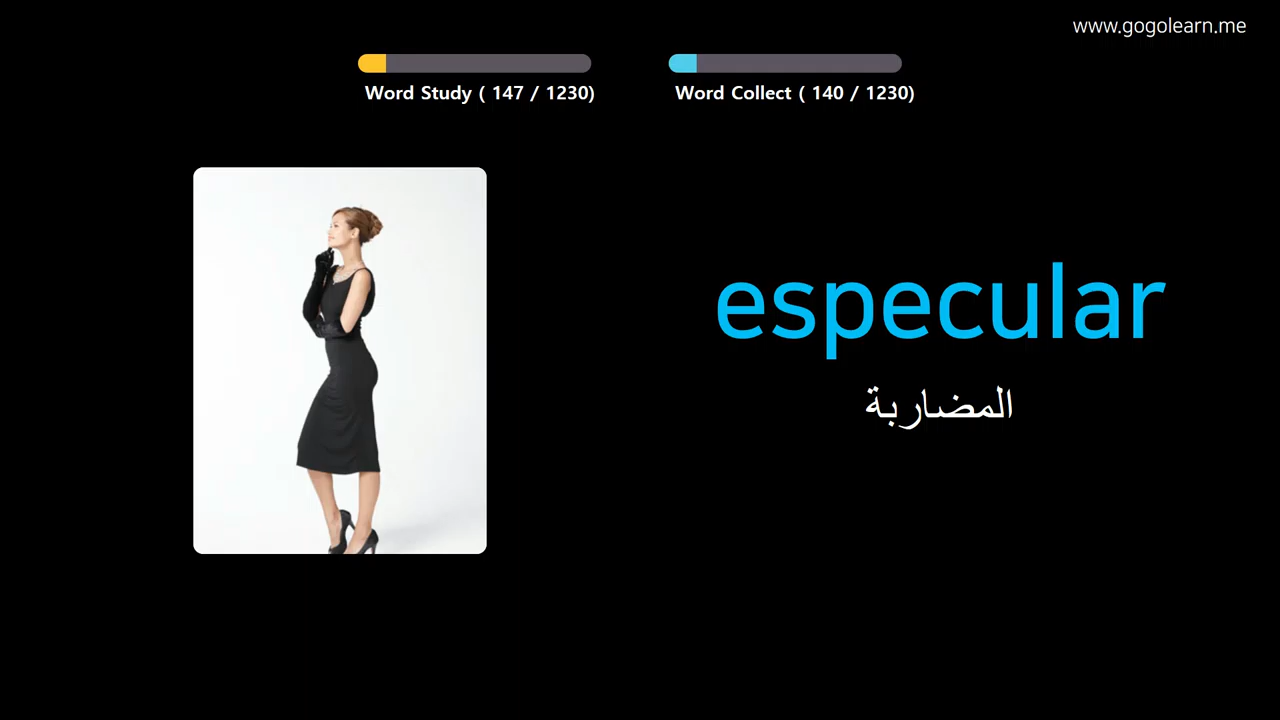 www.gogolearn.me
Word Study ( 147 / 1230)
Word Collect ( 140 / 1230)
especular
المضاربة